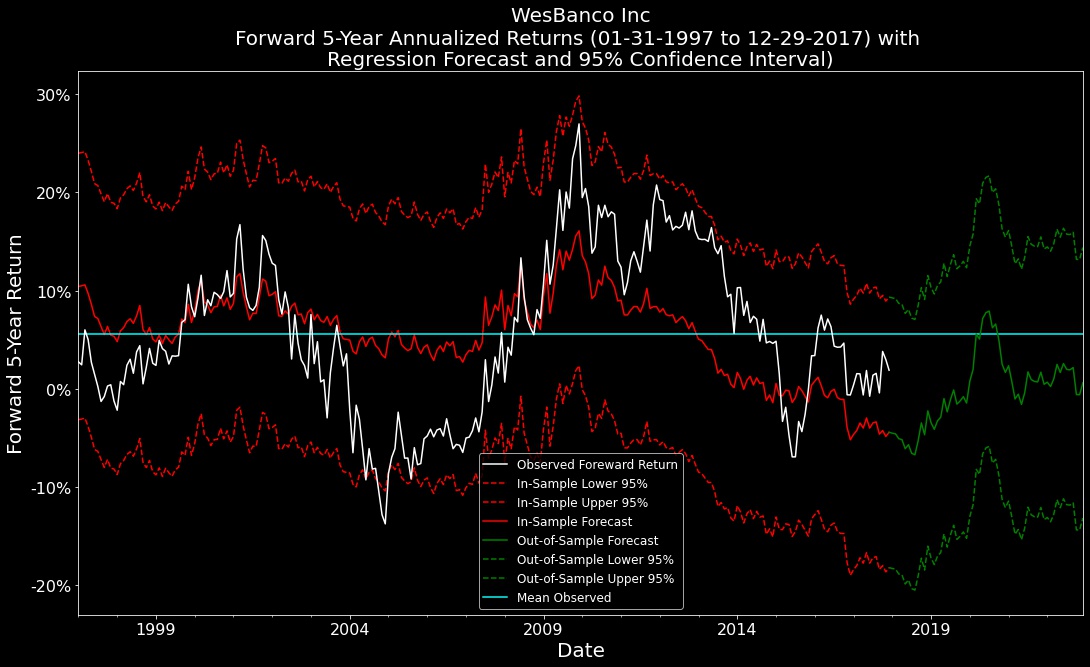 WesBanco Inc
Forward 5-Year Annualized Returns (01-31-1997 to 12-29-2017) with
Regression Forecast and 95% Confidence Interval)
Forward 5-Year Return
30%
20%
10%
0%
-10%
-20%
Observed Foreward Return
In-Sample Lower 95%
In-Sample Upper 95%
In-Sample Forecast
Out-of-Sample Forecast
Out-of-Sample Lower 95%
Out-of-Sample Upper 95%
Mean Observed
1999
2004
2009
2014
2019
Date